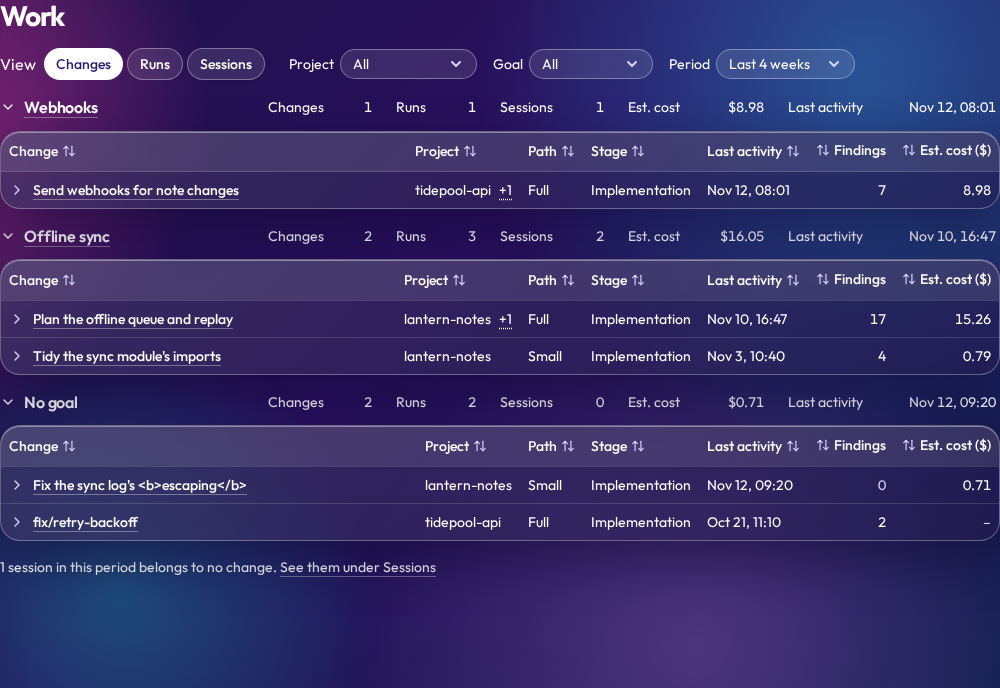 Work
View Changes Runs Sessions Project All Goal All Period Last 4 weeks
Webhooks Changes 1 Runs 1 Sessions 1 Est. cost $8.98 Last activity Nov 12, 08:01
Change Project Path Stage Last activity Findings Est. cost ($)
Send webhooks for note changes tidepool-api +1 Full Implementation Nov 12, 08:01 7 8.98
Offline sync Changes 2 Runs 3 Sessions 2 Est. cost $16.05 Last activity Nov 10, 16:47
Change Project Path Stage Last activity Findings Est. cost ($)
Plan the offline queue and replay lantern-notes +1 Full Implementation Nov 10, 16:47 17 15.26
Tidy the sync module's imports lantern-notes Small Implementation Nov 3, 10:40 4 0.79
No goal Changes 2 Runs 2 Sessions 0 Est. cost $0.71 Last activity Nov 12, 09:20
Change Project Path Stage Last activity Findings Est. cost ($)
Fix the sync log's <b>escaping</b> lantern-notes Small Implementation Nov 12, 09:20 0 0.71
fix/retry-backoff tidepool-api Full Implementation Oct 21, 11:10 2 –
1 session in this period belongs to no change. See them under Sessions